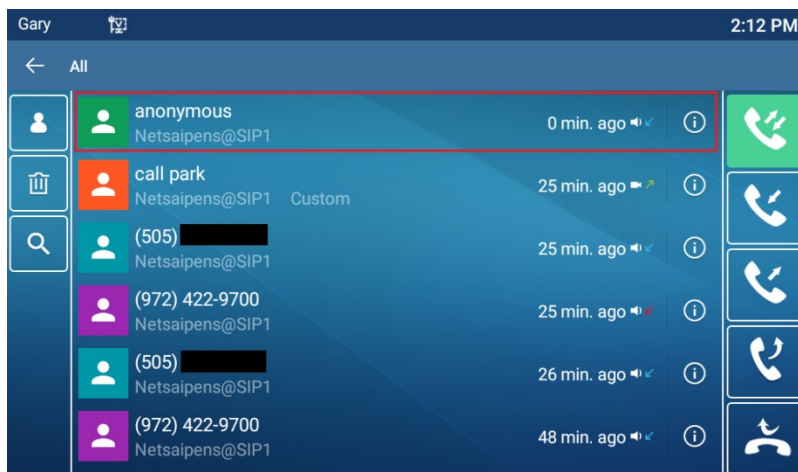 Gary
2:12 PM
All
anonymous
Netsaipens@SIP1
0 min. ago
call park
Netsaipens@SIP1 Custom
25 min. ago
(505)
Netsaipens@SIP1
25 min. ago
(972) 422-9700
Netsaipens@SIP1
25 min. ago
(505)
Netsaipens@SIP1
26 min. ago
(972) 422-9700
Netsaipens@SIP1
48 min. ago